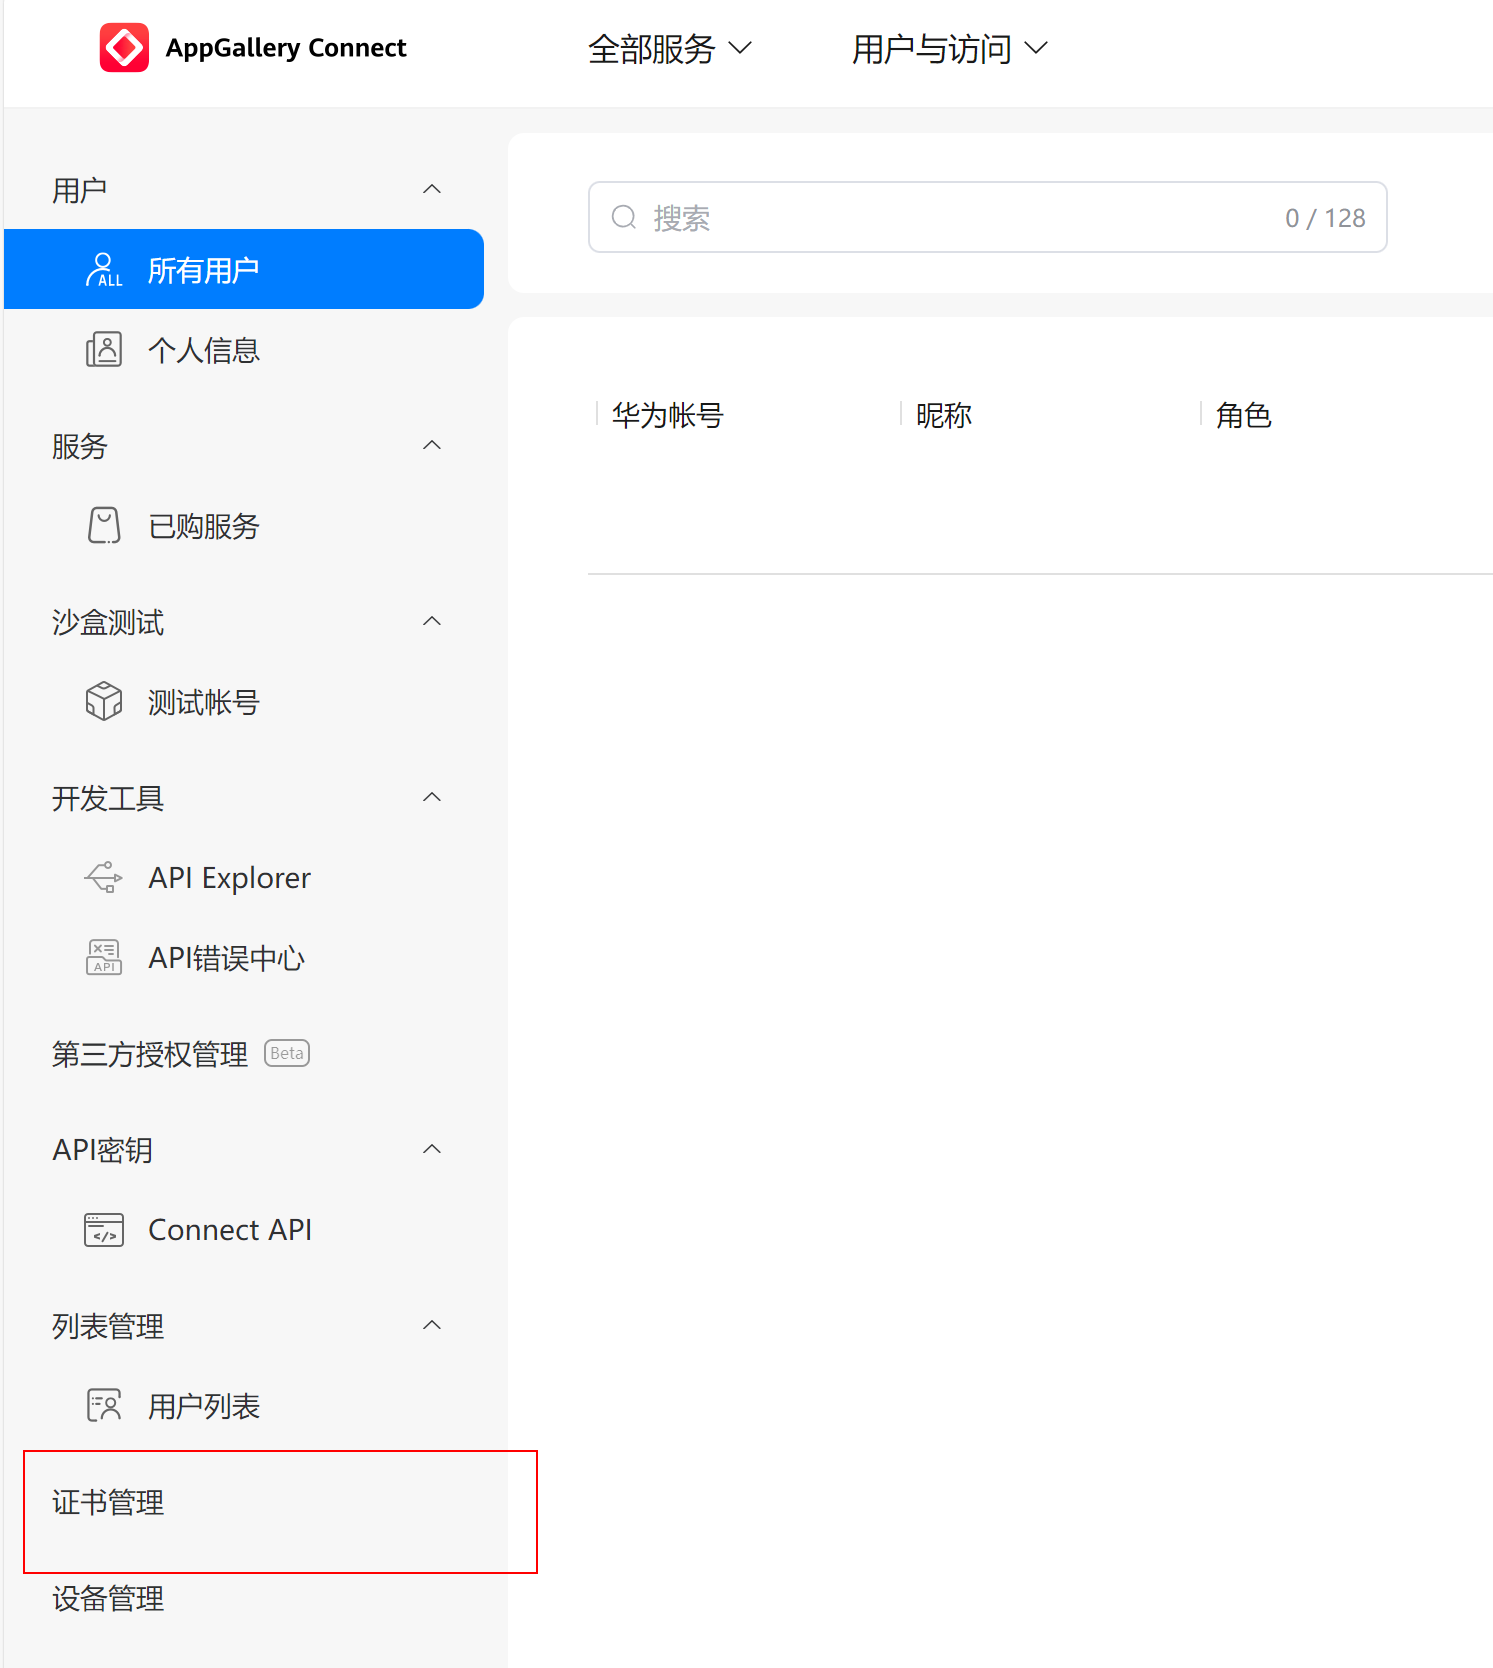 AppGallery Connect
全部服务
用户与访问
用户
所有用户
个人信息
服务
已购服务
沙盒测试
测试帐号
开发工具
API Explorer
API错误中心
第三方授权管理 Beta
API密钥
Connect API
列表管理
用户列表
证书管理
设备管理
搜索
0 / 128
华为帐号
昵称
角色